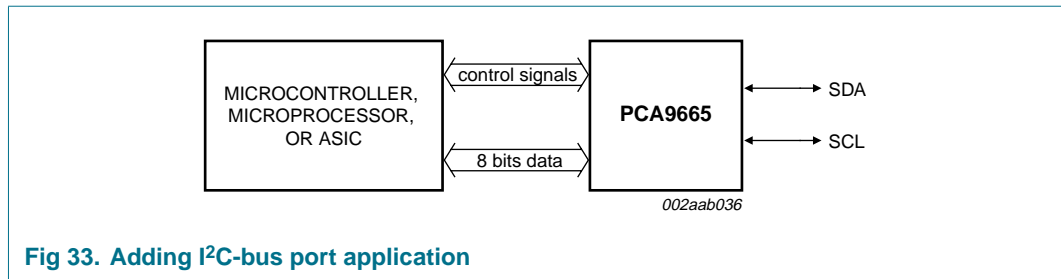 MICROCONTROLLER,
MICROPROCESSOR,
OR ASIC
control signals
8 bits data
PCA9665
SDA
SCL
002aab036
Fig 33. Adding I²C-bus port application